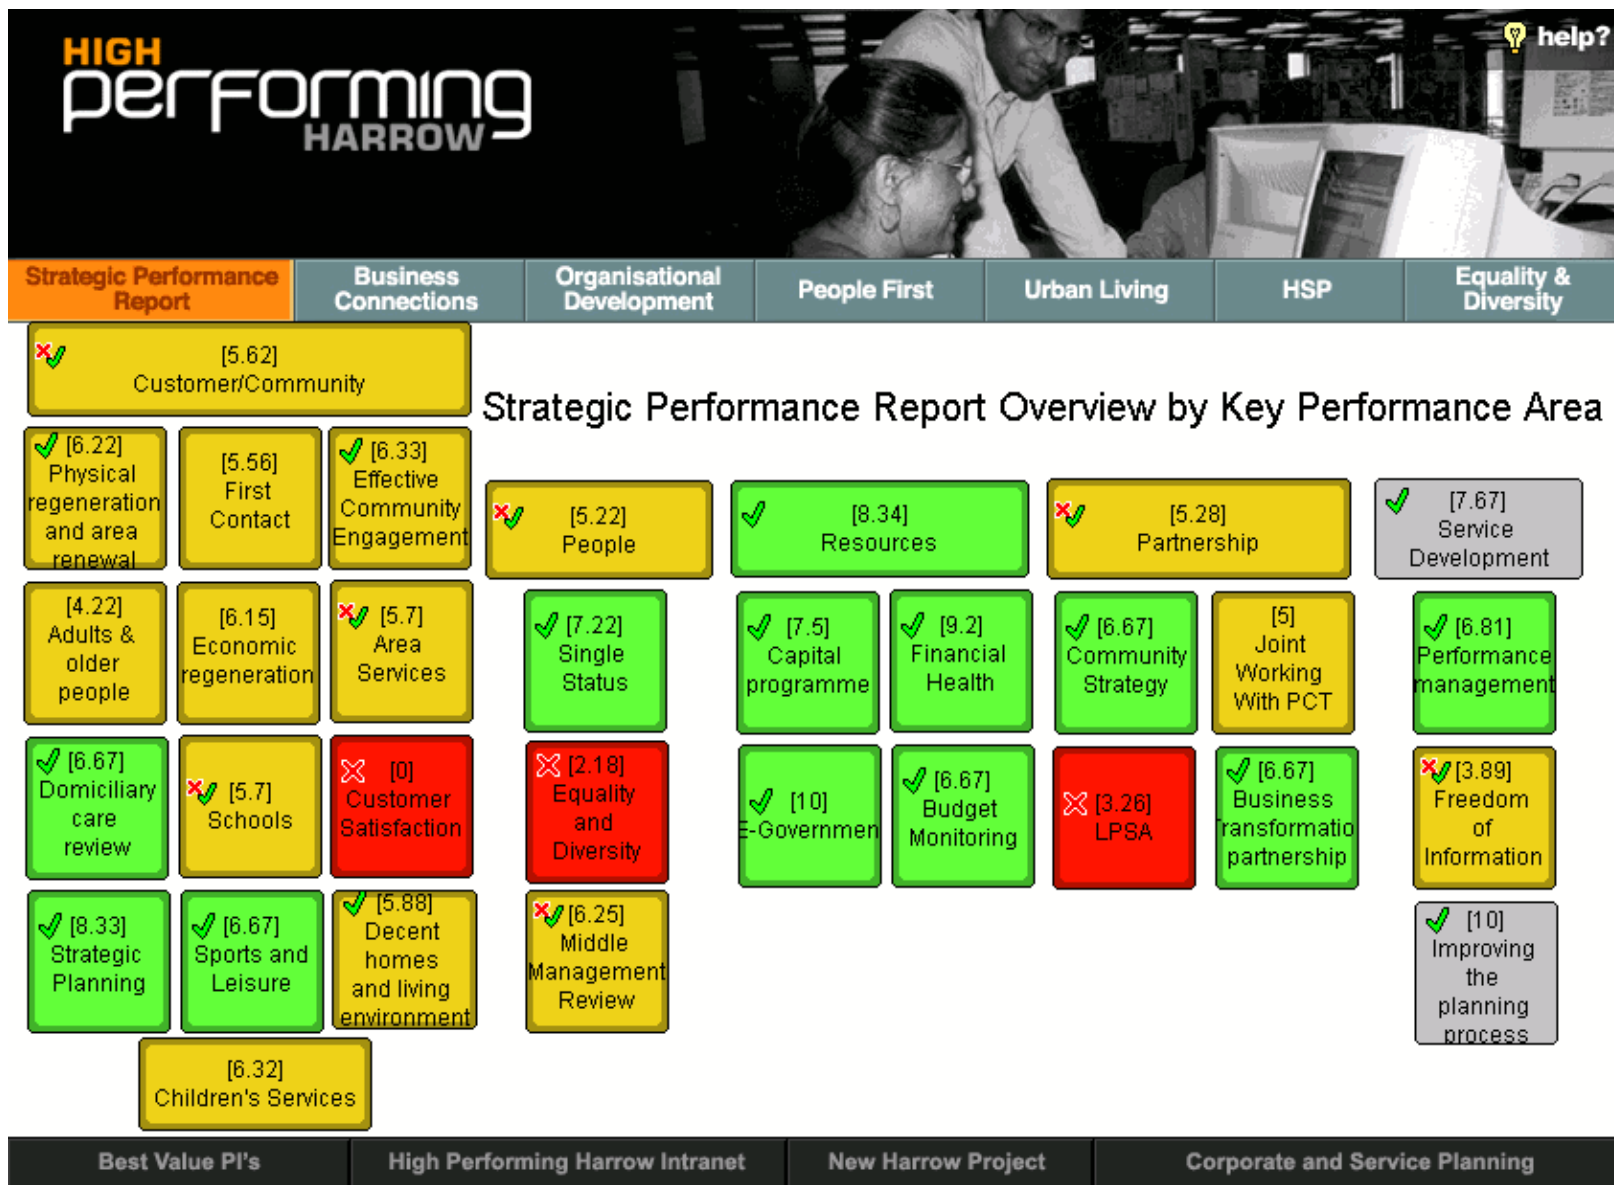 HIGH
performing
HARROW
help?
Strategic Performance
Report
Business
Connections
Organisational
Development
People First
Urban Living
HSP
Equality &
Diversity
[5.62]
Customer/Community
Strategic Performance Report Overview by Key Performance Area
[6.22]
Physical
regeneration
and area
renewal
[5.56]
First
Contact
[6.33]
Effective
Community
Engagement
[4.22]
Adults &
older
people
[6.15]
Economic
regeneration
[5.7]
Area
Services
[6.67]
Domiciliary
care
review
[5.7]
Schools
[0]
Customer
Satisfaction
[8.33]
Strategic
Planning
[6.67]
Sports and
Leisure
[5.88]
Decent
homes
and living
environment
[6.32]
Children's Services
[5.22]
People
[7.22]
Single
Status
[2.18]
Equality
and
Diversity
[6.25]
Middle
Management
Review
[8.34]
Resources
[7.5]
Capital
programme
[9.2]
Financial
Health
[10]
E-Governmen
[6.67]
Budget
Monitoring
[5.28]
Partnership
[6.67]
Community
Strategy
[5]
Joint
Working
With PCT
[3.26]
LPSA
[6.67]
Business
ransformatio
partnership
[7.67]
Service
Development
[6.81]
Performance
management
[3.89]
Freedom
of
Information
[10]
Improving
the
planning
process
Best Value PI's
High Performing Harrow Intranet
New Harrow Project
Corporate and Service Planning